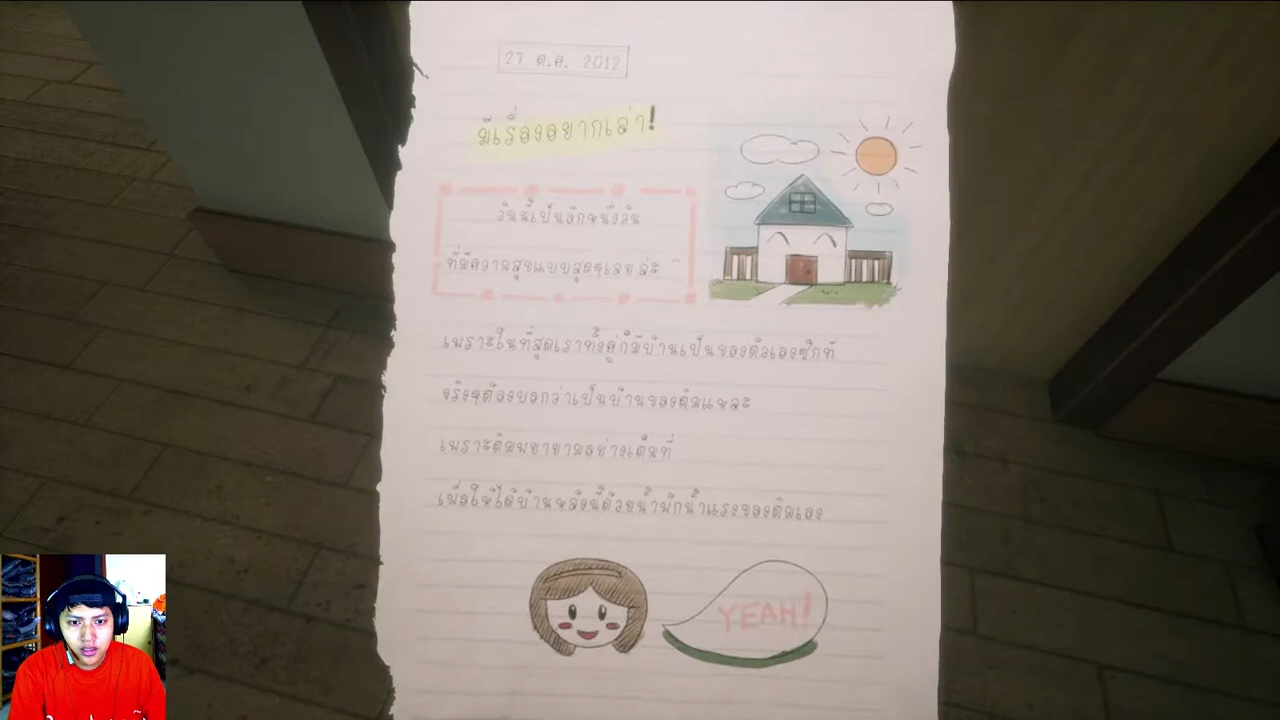 27 ต.ค. 2012
มีเรื่องอยากเล่า!
วันนี้เป็นอีกหนึ่งวัน
ที่มีความสุขแบบสุดๆเลย ล่ะ ~
เพราะในที่สุดเราทั้งคู่ก็มีบ้านเป็นของตัวเองซักที
จริงๆต้องบอกว่าเป็นบ้านของติมแหละ
เพราะติมพยายามอย่างเต็มที่
เพื่อให้ได้บ้านหลังนี้ด้วยน้ำพักน้ำแรงของติมเอง
YEAH!